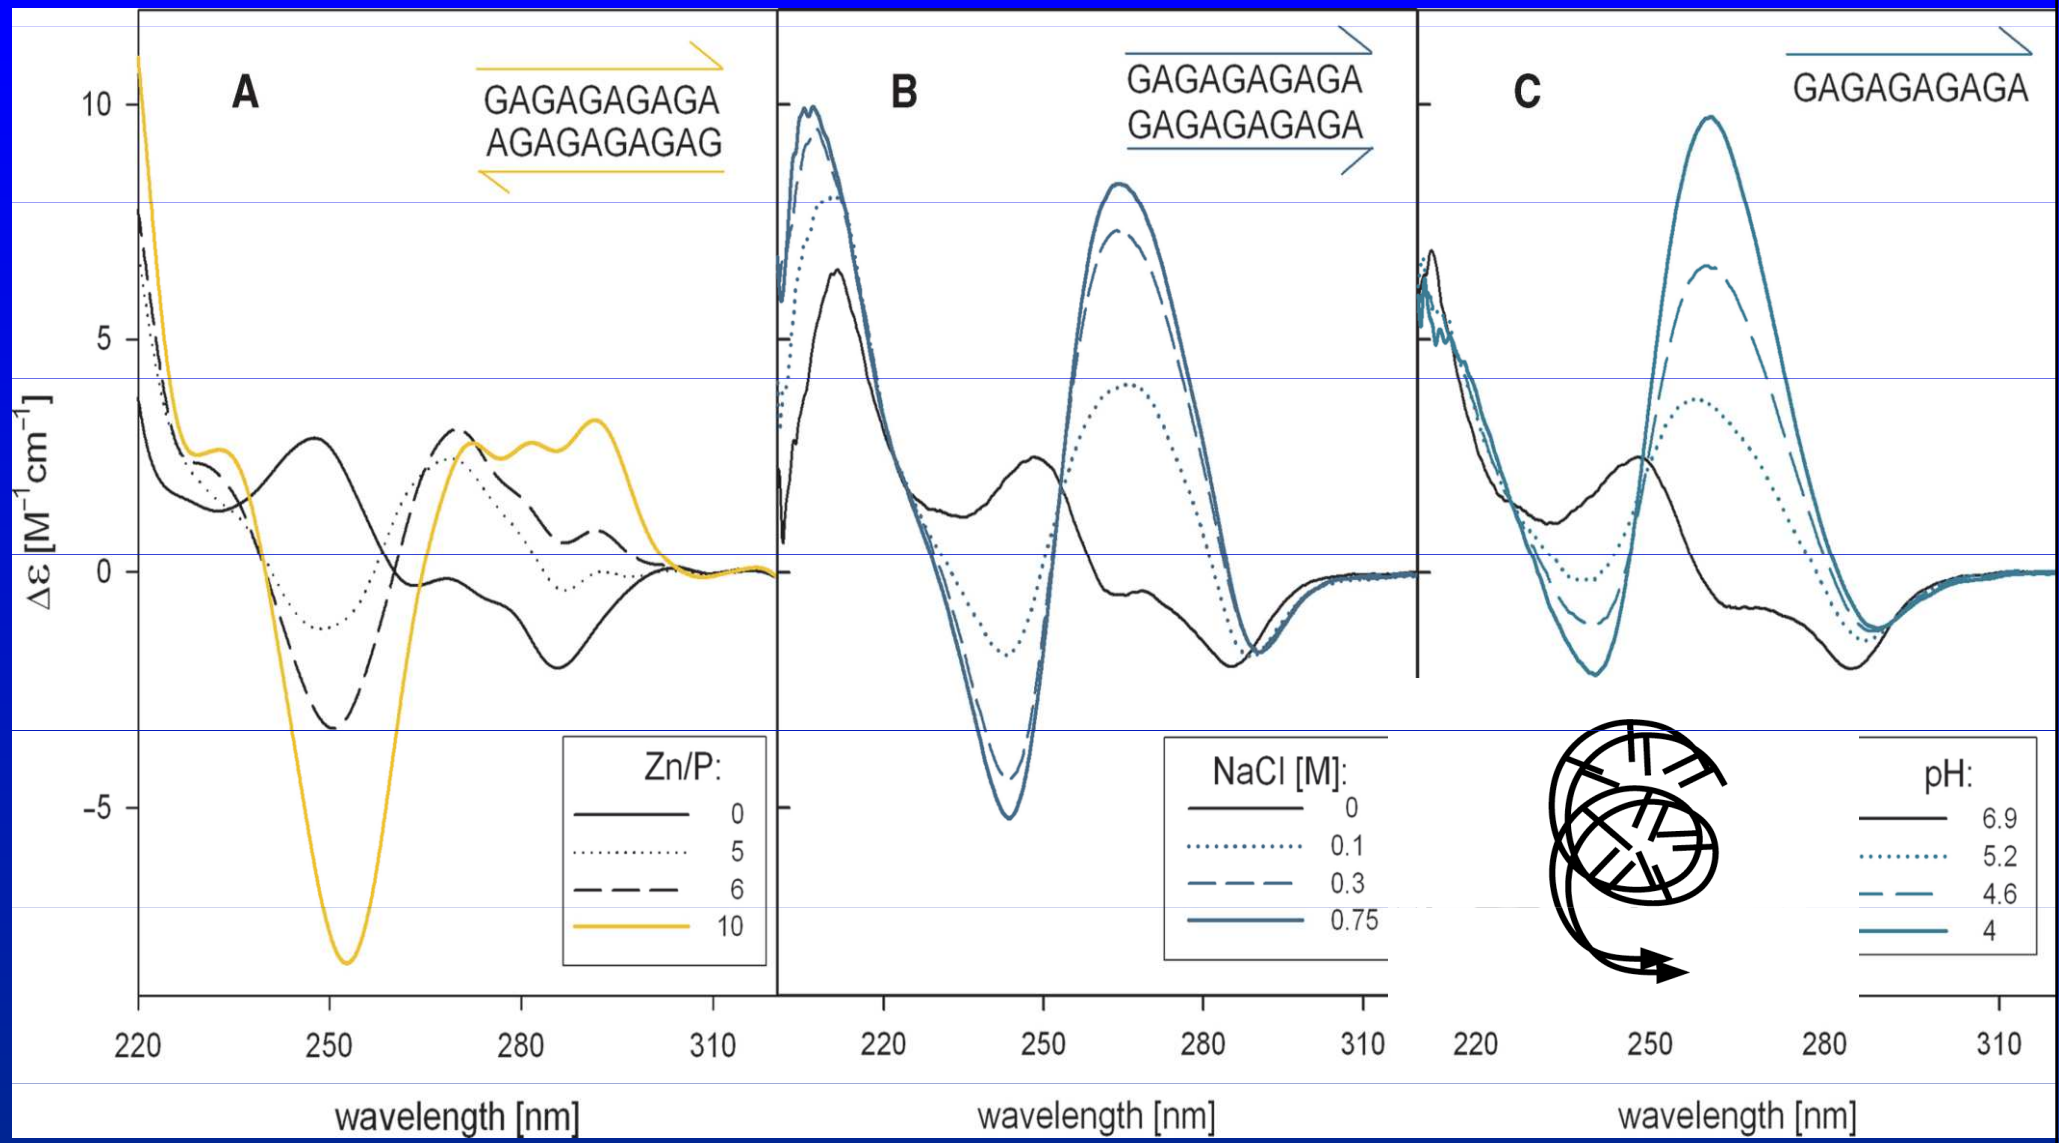 A
GAGAGAGAGA
AGAGAGAGAG
B
GAGAGAGAGA
GAGAGAGAGA
C
GAGAGAGAGA
10
5
0
−5
Δε [M⁻¹cm⁻¹]
Zn/P:
0
5
6
10
NaCl [M]:
0
0.1
0.3
0.75
pH:
6.9
5.2
4.6
4
220 250 280 310
220 250 280 310
220 250 280 310
wavelength [nm]
wavelength [nm]
wavelength [nm]